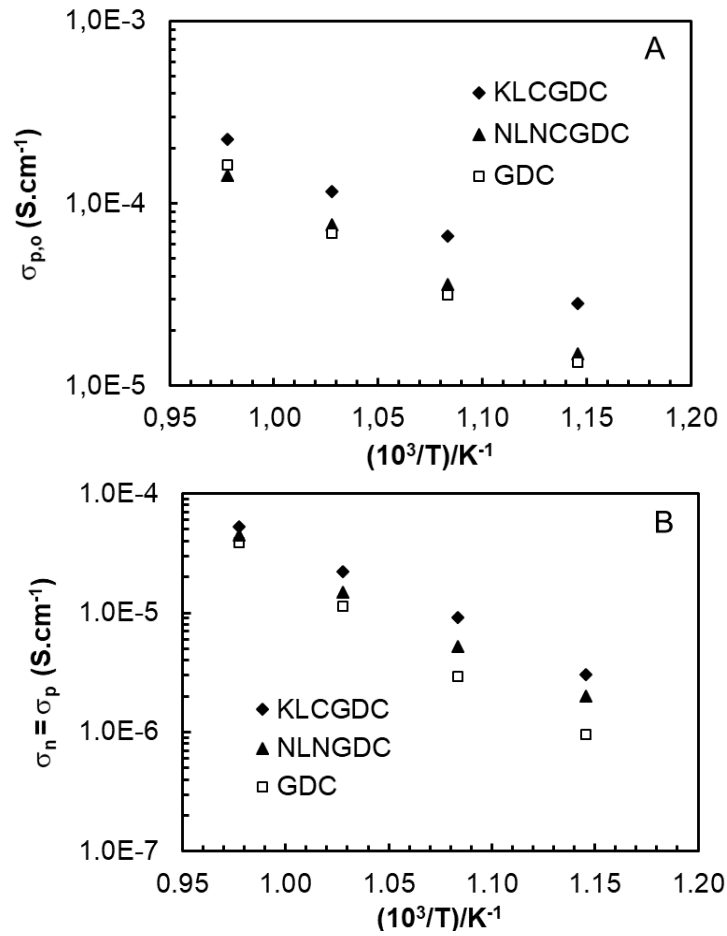 1,0E-3
A
KLCGDC
NLNCGDC
GDC
1,0E-4
1,0E-5
σp,o (S.cm-1)
0,95 1,00 1,05 1,10 1,15 1,20
(10³/T)/K-1
1.0E-4
B
1.0E-5
KLCGDC
NLNGDC
GDC
1.0E-6
1.0E-7
σn = σp (S.cm-1)
0.95 1.00 1.05 1.10 1.15 1.20
(10³/T)/K-1